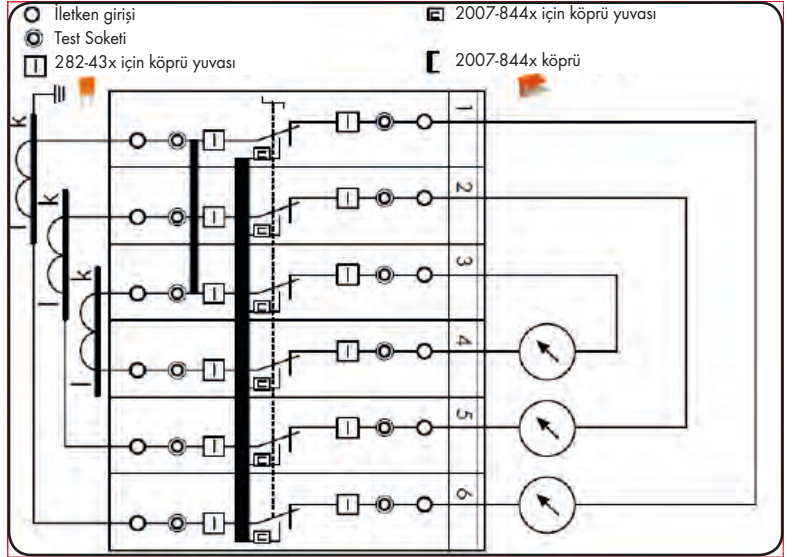 İletken girişi
Test Soketi
282-43x için köprü yuvası
2007-844x için köprü yuvası
2007-844x köprü
k
l
k
l
k
l
1
2
3
4
5
6